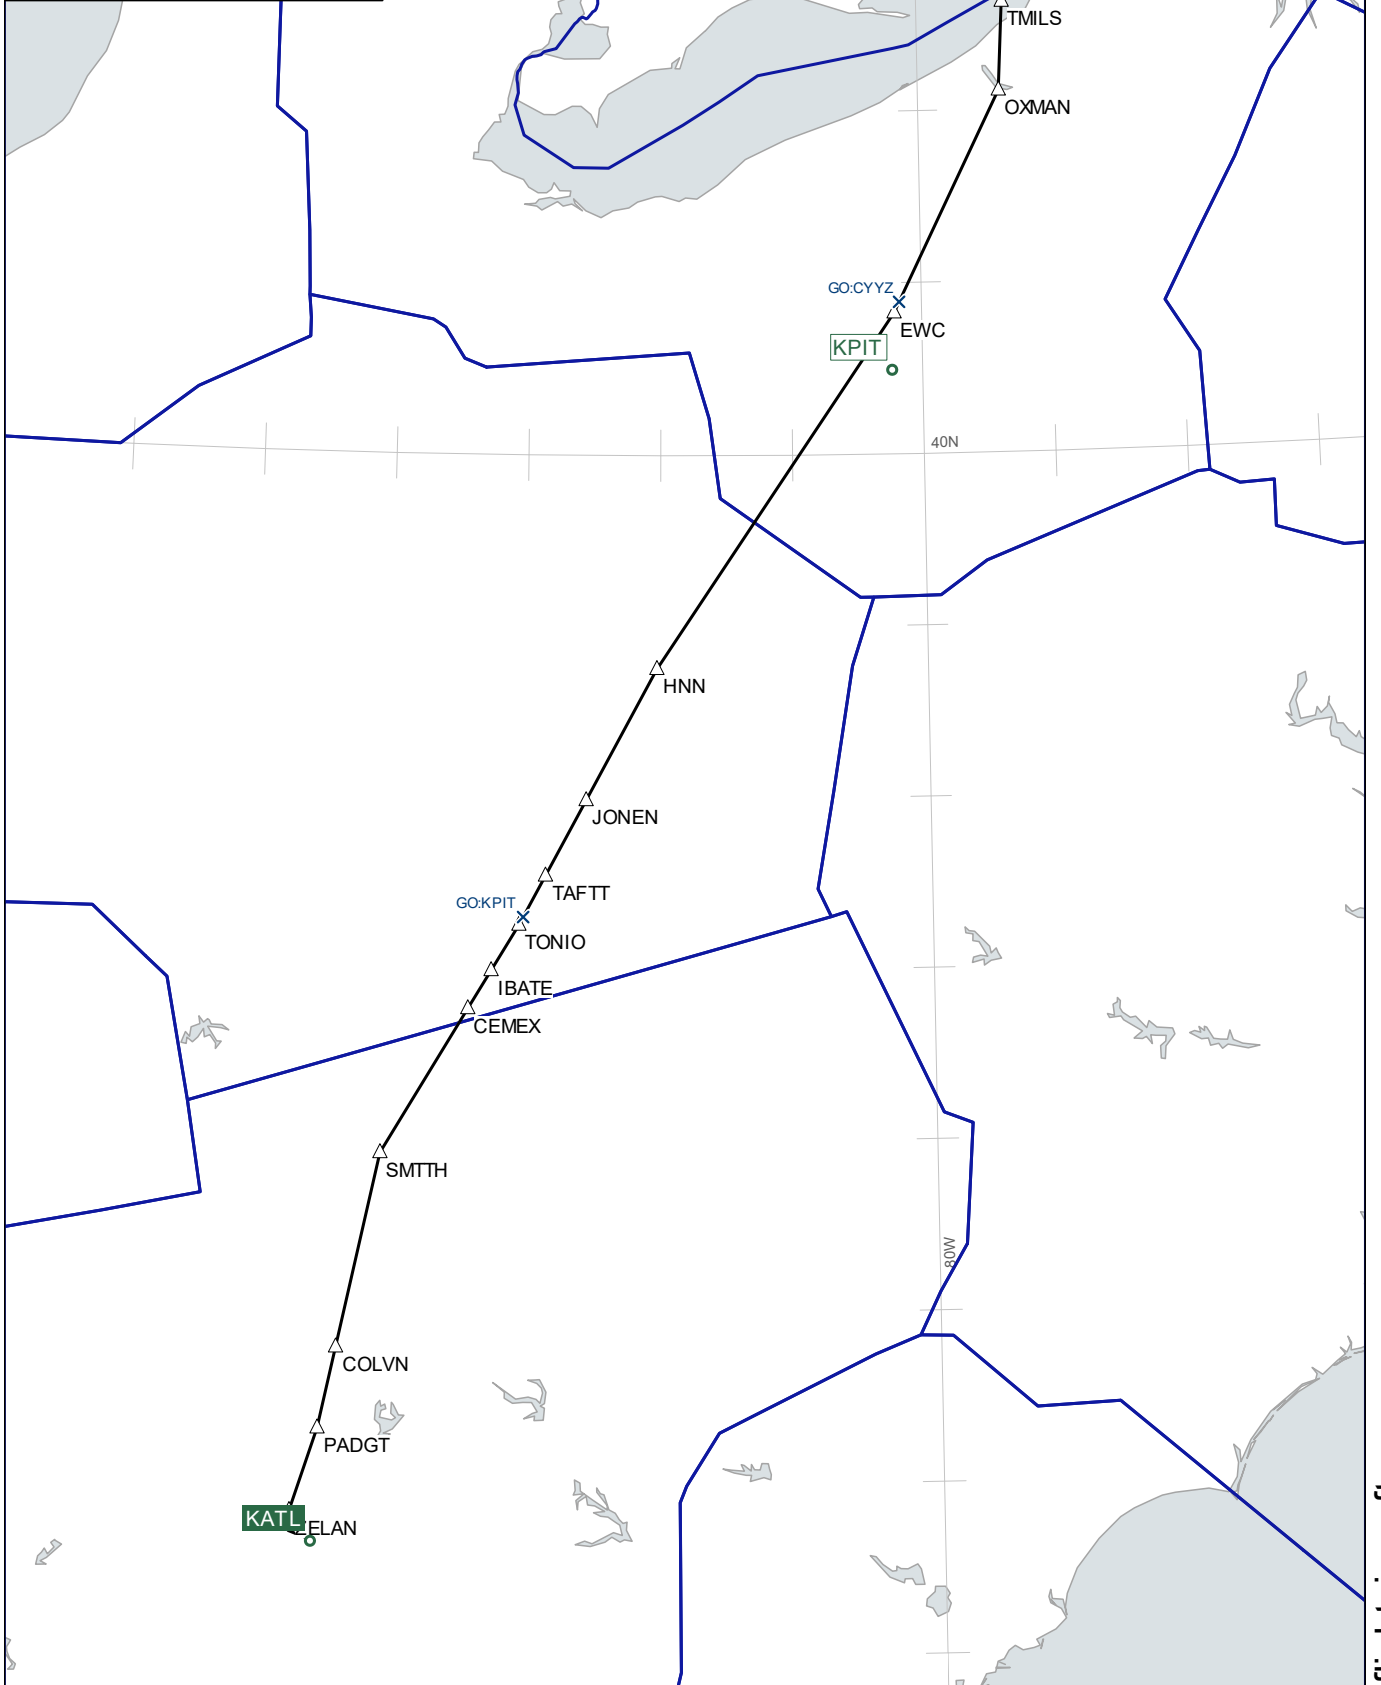 TMILS
OXMAN
GO:CYYZ
EWC
KPIT
40N
HNN
JONEN
TAFTT
GO:KPIT
TONIO
IBATE
CEMEX
SMTTH
80W
COLVN
PADGT
KATL